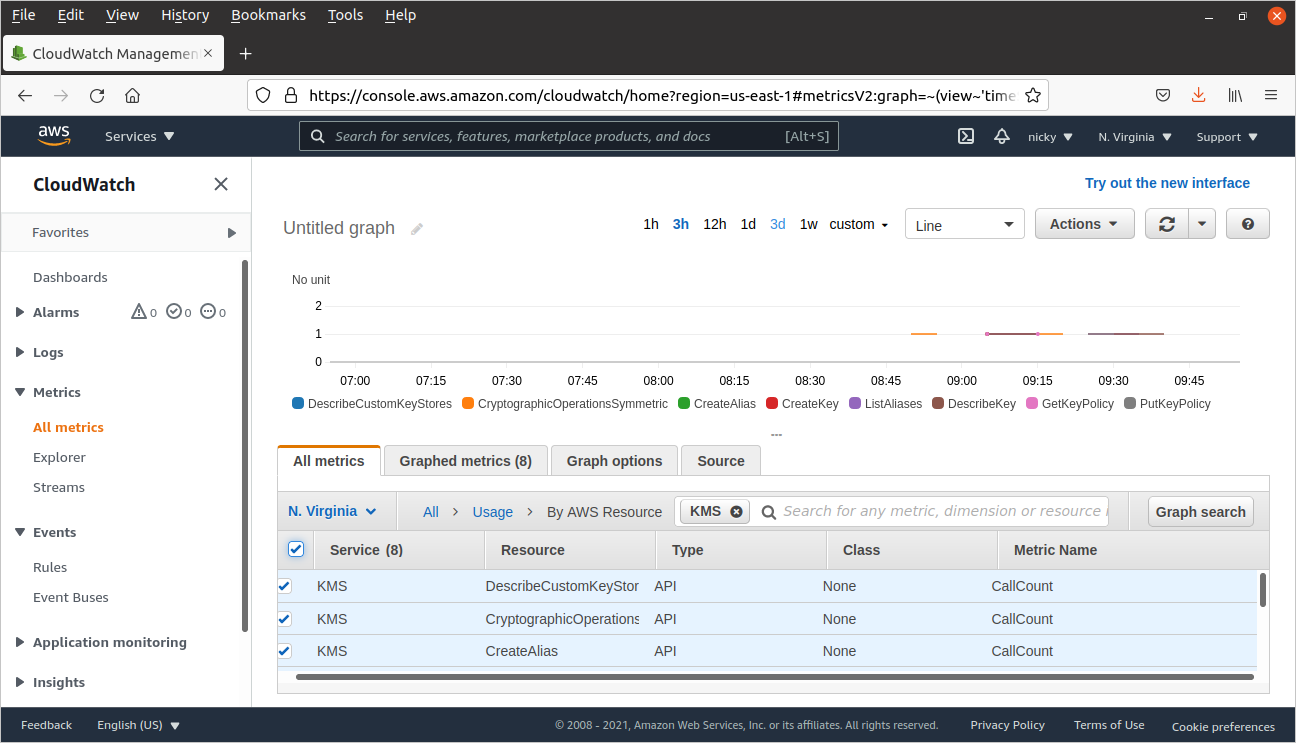 File Edit View History Bookmarks Tools Help
CloudWatch Managemen
https://console.aws.amazon.com/cloudwatch/home?region=us-east-1#metricsV2:graph=~(view~'time
aws Services Search for services, features, marketplace products, and docs [Alt+S] nicky N. Virginia Support
CloudWatch
Try out the new interface
Favorites
Untitled graph
1h 3h 12h 1d 3d 1w custom Line Actions
Dashboards
Alarms 0 0 0
Logs
Metrics
All metrics
Explorer
Streams
Events
Rules
Event Buses
Application monitoring
Insights
No unit
2
1
0
07:00 07:15 07:30 07:45 08:00 08:15 08:30 08:45 09:00 09:15 09:30 09:45
DescribeCustomKeyStores CryptographicOperationsSymmetric CreateAlias CreateKey ListAliases DescribeKey GetKeyPolicy PutKeyPolicy
All metrics Graphed metrics (8) Graph options Source
N. Virginia All Usage By AWS Resource KMS Search for any metric, dimension or resource Graph search
Service (8) Resource Type Class Metric Name
KMS DescribeCustomKeyStor API None CallCount
KMS CryptographicOperations API None CallCount
KMS CreateAlias API None CallCount
Feedback English (US) © 2008 - 2021, Amazon Web Services, Inc. or its affiliates. All rights reserved. Privacy Policy Terms of Use Cookie preferences